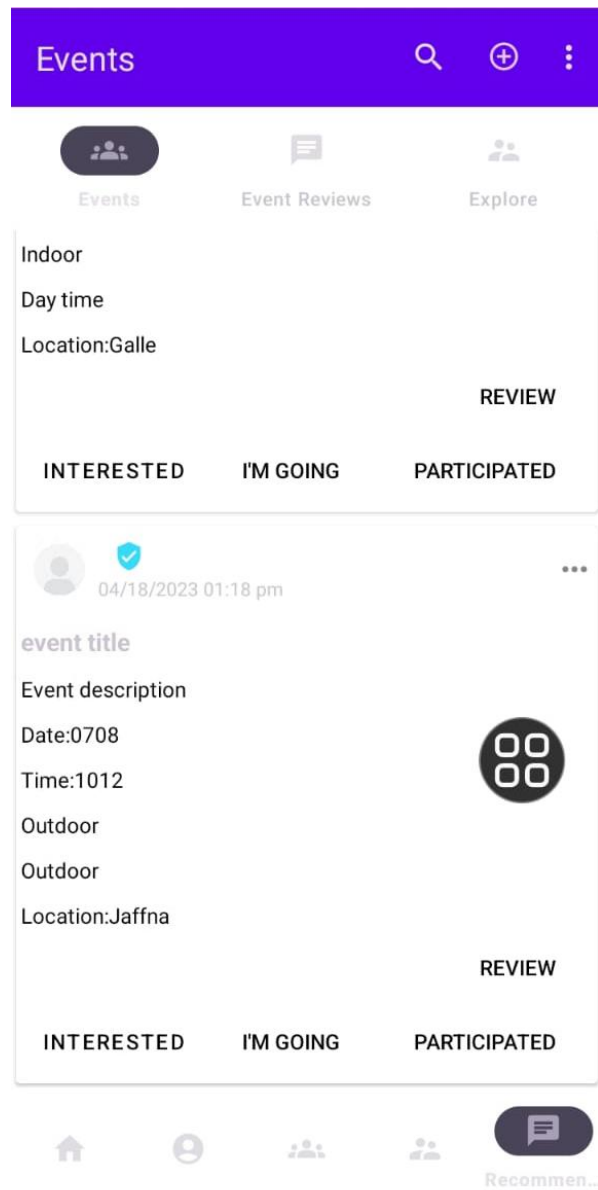 Events
Events Event Reviews Explore
Indoor
Day time
Location:Galle
REVIEW
INTERESTED I'M GOING PARTICIPATED
04/18/2023 01:18 pm
event title
Event description
Date:0708
Time:1012
Outdoor
Outdoor
Location:Jaffna
REVIEW
INTERESTED I'M GOING PARTICIPATED
Recommen..